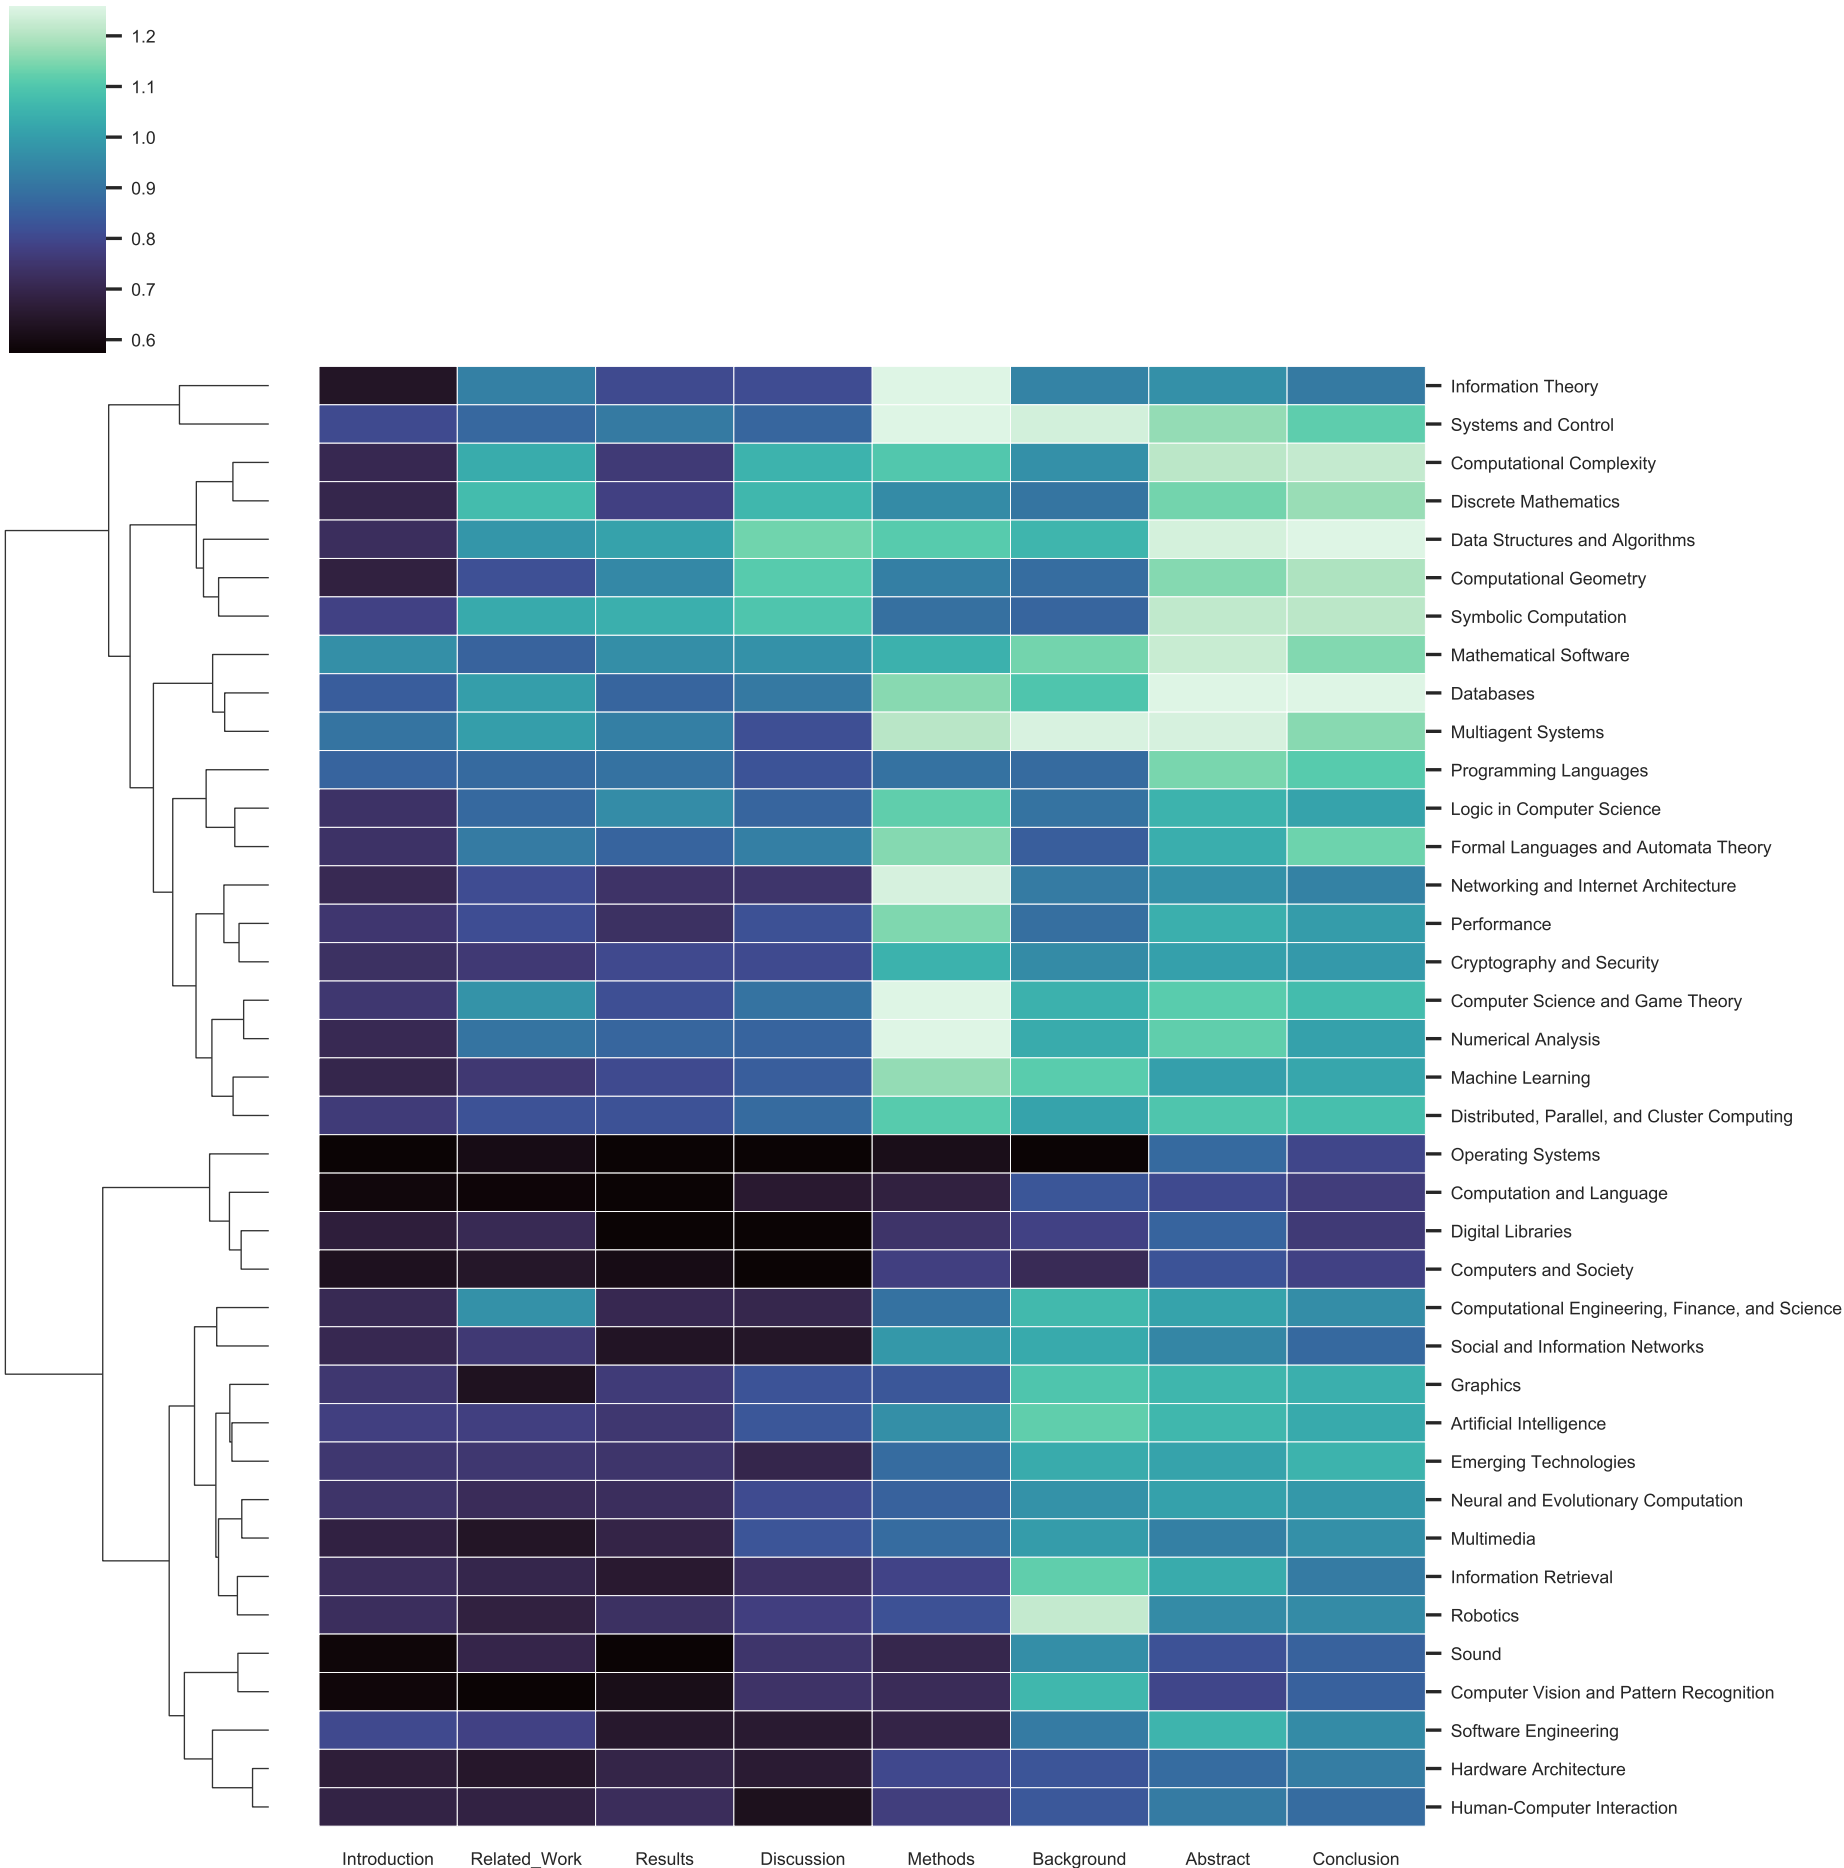 1.2
1.1
1.0
0.9
0.8
0.7
0.6
Information Theory
Systems and Control
Computational Complexity
Discrete Mathematics
Data Structures and Algorithms
Computational Geometry
Symbolic Computation
Mathematical Software
Databases
Multiagent Systems
Programming Languages
Logic in Computer Science
Formal Languages and Automata Theory
Networking and Internet Architecture
Performance
Cryptography and Security
Computer Science and Game Theory
Numerical Analysis
Machine Learning
Distributed, Parallel, and Cluster Computing
Operating Systems
Computation and Language
Digital Libraries
Computers and Society
Computational Engineering, Finance, and Science
Social and Information Networks
Graphics
Artificial Intelligence
Emerging Technologies
Neural and Evolutionary Computation
Multimedia
Information Retrieval
Robotics
Sound
Computer Vision and Pattern Recognition
Software Engineering
Hardware Architecture
Human-Computer Interaction
Introduction Related_Work Results Discussion Methods Background Abstract Conclusion